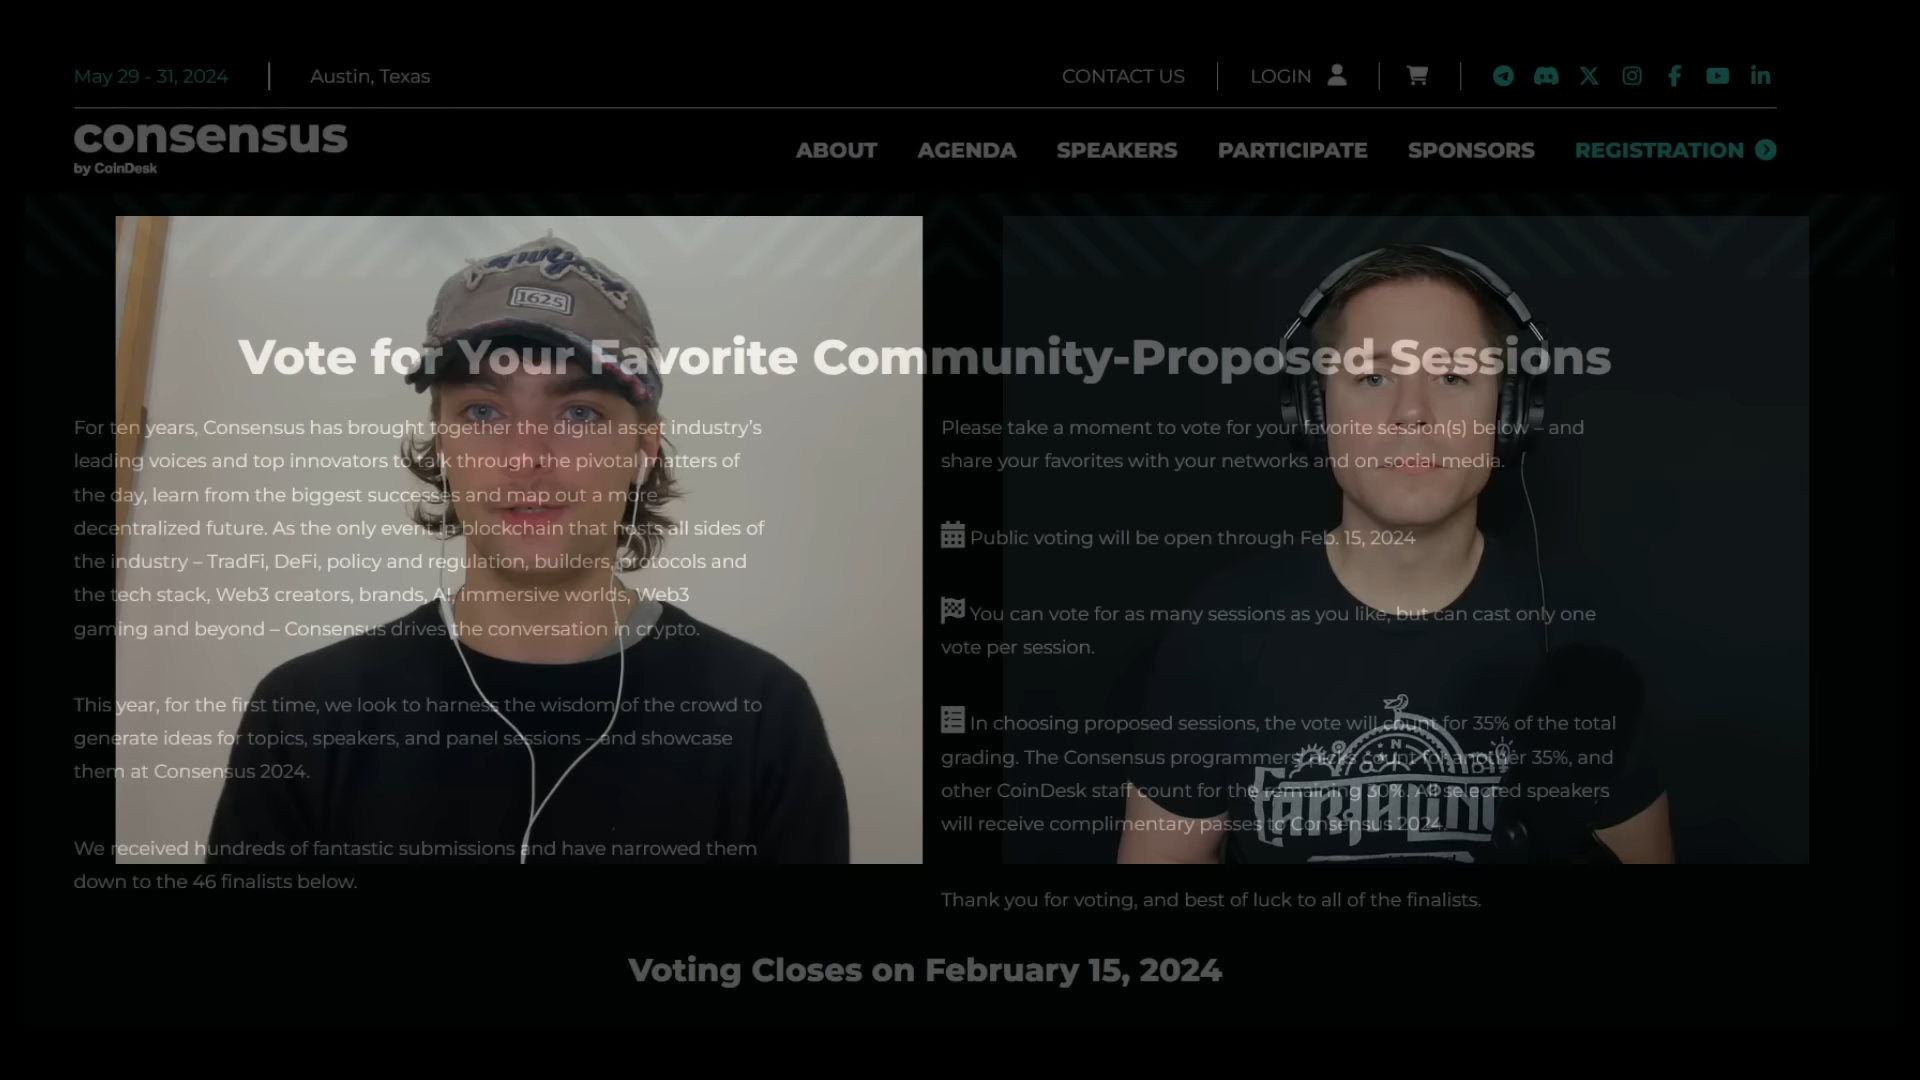 May 29 - 31, 2024
Austin, Texas
CONTACT US
LOGIN
consensus
by CoinDesk
ABOUT
AGENDA
SPEAKERS
PARTICIPATE
SPONSORS
REGISTRATION
1625
Vote for Your Favorite Community-Proposed Sessions
For ten years, Consensus has brought together the digital asset industry’s
leading voices and top innovators to talk through the pivotal matters of
the day, learn from the biggest successes and map out a more
decentralized future. As the only event in blockchain that hosts all sides of
the industry – TradFi, DeFi, policy and regulation, builders, protocols and
the tech stack, Web3 creators, brands, AI, immersive worlds, Web3
gaming and beyond – Consensus drives the conversation in crypto.
This year, for the first time, we look to harness the wisdom of the crowd to
generate ideas for topics, speakers, and panel sessions – and showcase
them at Consensus 2024.
We received hundreds of fantastic submissions and have narrowed them
down to the 46 finalists below.
Please take a moment to vote for your favorite session(s) below – and
share your favorites with your networks and on social media.
Public voting will be open through Feb. 15, 2024
You can vote for as many sessions as you like, but can cast only one
vote per session.
In choosing proposed sessions, the vote will count for 35% of the total
grading. The Consensus programmers' picks count for another 35%, and
other CoinDesk staff count for the remaining 30%. All selected speakers
will receive complimentary passes to Consensus 2024.
Thank you for voting, and best of luck to all of the finalists.
Voting Closes on February 15, 2024